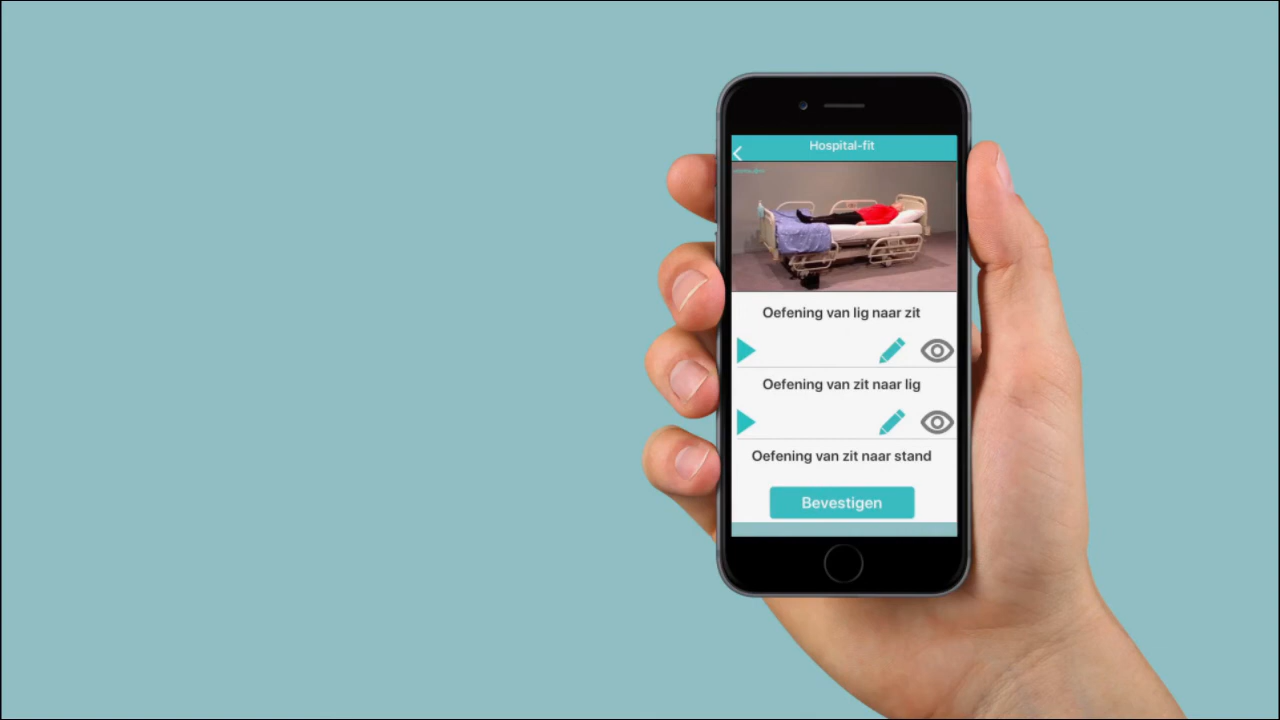 Hospital-fit
Oefening van lig naar zit
Oefening van zit naar lig
Oefening van zit naar stand
Bevestigen